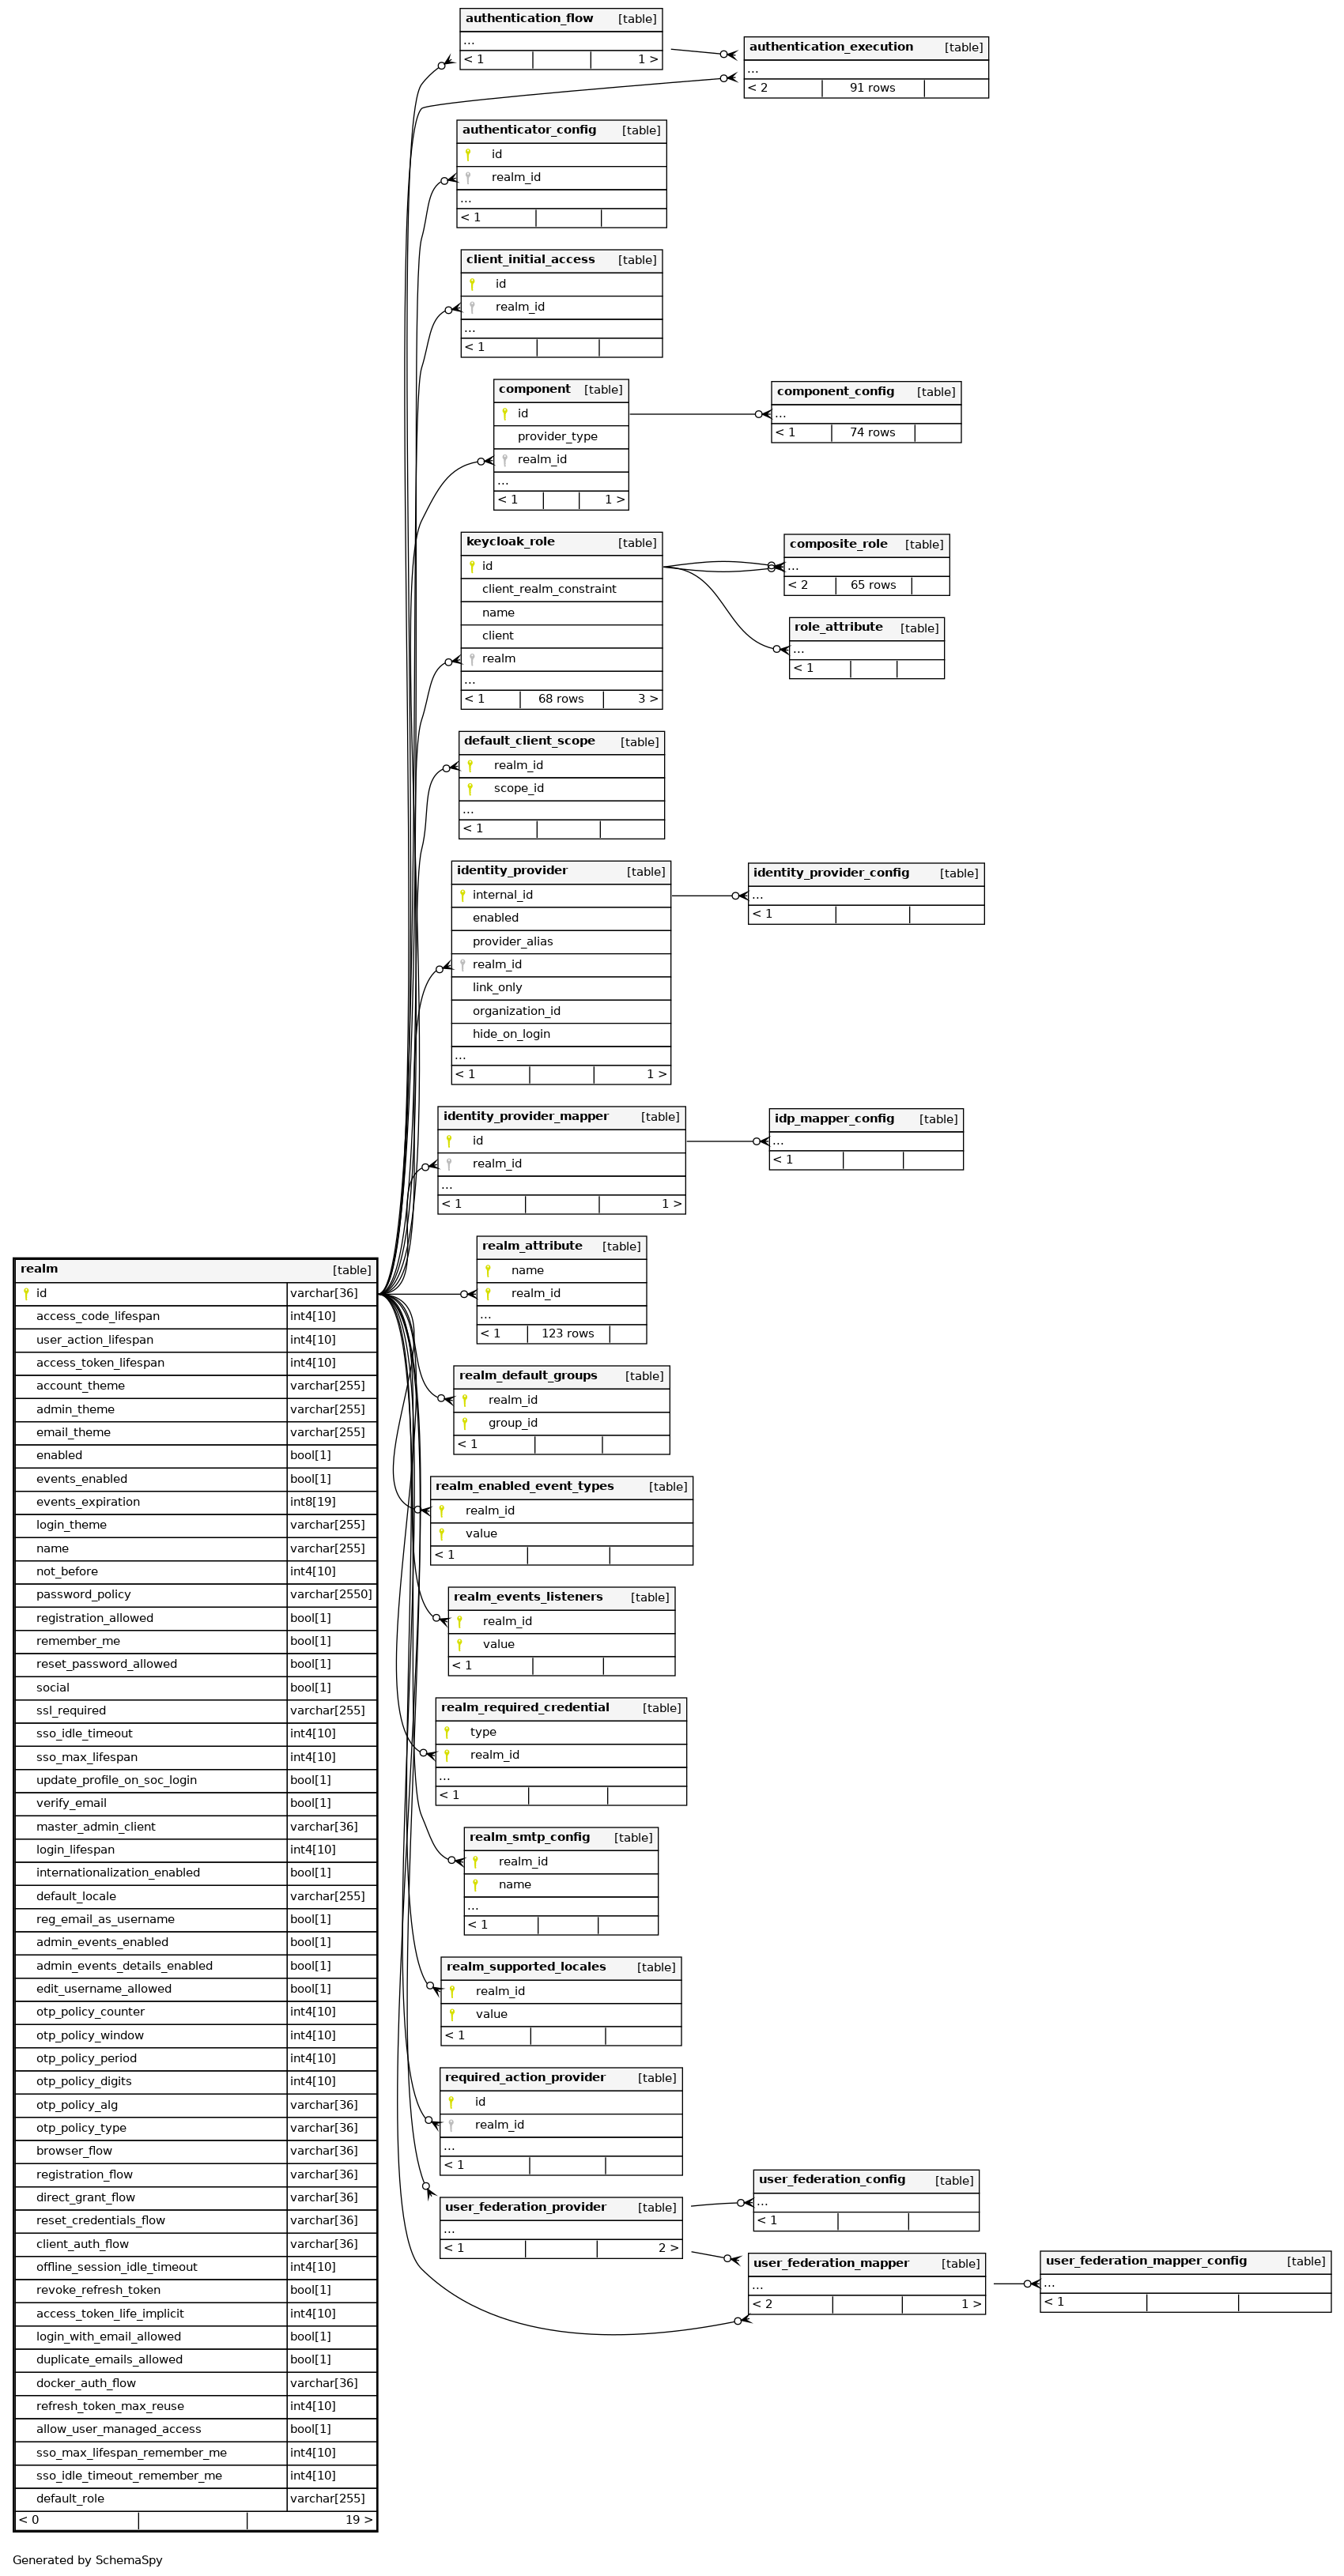 authentication_flow [table]
...
< 1 1 >
authentication_execution [table]
...
< 2 91 rows
authenticator_config [table]
id
realm_id
...
< 1
client_initial_access [table]
id
realm_id
...
< 1
component [table]
id
provider_type
realm_id
...
< 1 1 >
component_config [table]
...
< 1 74 rows
keycloak_role [table]
id
client_realm_constraint
name
client
realm
...
< 1 68 rows 3 >
composite_role [table]
...
< 2 65 rows
role_attribute [table]
...
< 1
default_client_scope [table]
realm_id
scope_id
...
< 1
identity_provider [table]
internal_id
enabled
provider_alias
realm_id
link_only
organization_id
hide_on_login
...
< 1 1 >
identity_provider_config [table]
...
< 1
identity_provider_mapper [table]
id
realm_id
...
< 1 1 >
idp_mapper_config [table]
...
< 1
realm_attribute [table]
name
realm_id
...
< 1 123 rows
realm_default_groups [table]
realm_id
group_id
< 1
realm_enabled_event_types [table]
realm_id
value
< 1
realm_events_listeners [table]
realm_id
value
< 1
realm_required_credential [table]
type
realm_id
...
< 1
realm_smtp_config [table]
realm_id
name
...
< 1
realm_supported_locales [table]
realm_id
value
< 1
required_action_provider [table]
id
realm_id
...
< 1
user_federation_provider [table]
...
< 1 2 >
user_federation_config [table]
...
< 1
user_federation_mapper [table]
...
< 2 1 >
user_federation_mapper_config [table]
...
< 1
realm [table]
id varchar[36]
access_code_lifespan int4[10]
user_action_lifespan int4[10]
access_token_lifespan int4[10]
account_theme varchar[255]
admin_theme varchar[255]
email_theme varchar[255]
enabled bool[1]
events_enabled bool[1]
events_expiration int8[19]
login_theme varchar[255]
name varchar[255]
not_before int4[10]
password_policy varchar[2550]
registration_allowed bool[1]
remember_me bool[1]
reset_password_allowed bool[1]
social bool[1]
ssl_required varchar[255]
sso_idle_timeout int4[10]
sso_max_lifespan int4[10]
update_profile_on_soc_login bool[1]
verify_email bool[1]
master_admin_client varchar[36]
login_lifespan int4[10]
internationalization_enabled bool[1]
default_locale varchar[255]
reg_email_as_username bool[1]
admin_events_enabled bool[1]
admin_events_details_enabled bool[1]
edit_username_allowed bool[1]
otp_policy_counter int4[10]
otp_policy_window int4[10]
otp_policy_period int4[10]
otp_policy_digits int4[10]
otp_policy_alg varchar[36]
otp_policy_type varchar[36]
browser_flow varchar[36]
registration_flow varchar[36]
direct_grant_flow varchar[36]
reset_credentials_flow varchar[36]
client_auth_flow varchar[36]
offline_session_idle_timeout int4[10]
revoke_refresh_token bool[1]
access_token_life_implicit int4[10]
login_with_email_allowed bool[1]
duplicate_emails_allowed bool[1]
docker_auth_flow varchar[36]
refresh_token_max_reuse int4[10]
allow_user_managed_access bool[1]
sso_max_lifespan_remember_me int4[10]
sso_idle_timeout_remember_me int4[10]
default_role varchar[255]
< 0 19 >
Generated by SchemaSpy